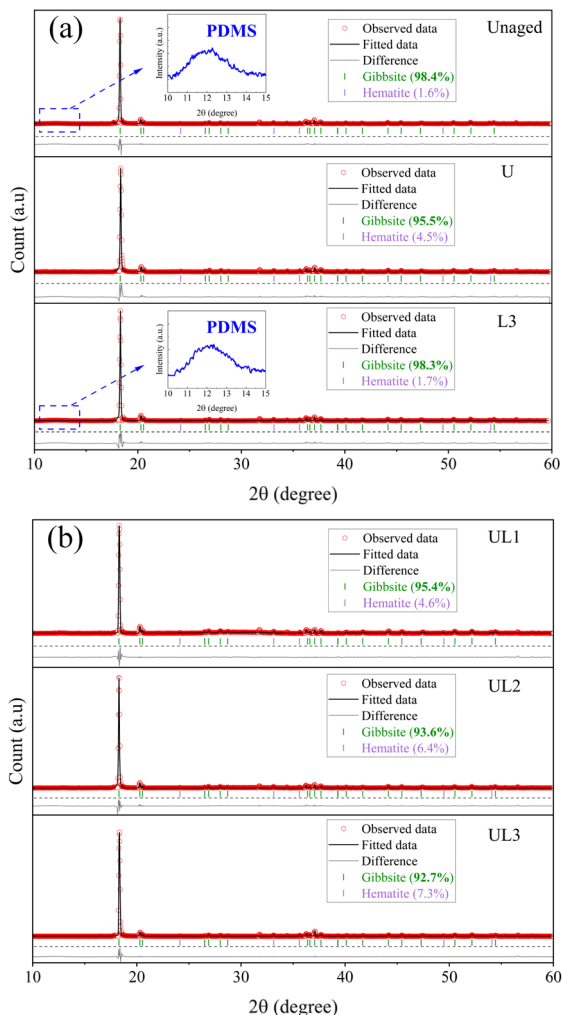 (a)
Unaged
PDMS
Intensity (a.u.)
10 11 12 13 14 15
2θ (degree)
Observed data
Fitted data
Difference
Gibbsite (98.4%)
Hematite (1.6%)
U
Observed data
Fitted data
Difference
Gibbsite (95.5%)
Hematite (4.5%)
Count (a.u)
L3
PDMS
Intensity (a.u.)
10 11 12 13 14 15
2θ (degree)
Observed data
Fitted data
Difference
Gibbsite (98.3%)
Hematite (1.7%)
10 20 30 40 50 60
2θ (degree)
(b)
UL1
Observed data
Fitted data
Difference
Gibbsite (95.4%)
Hematite (4.6%)
UL2
Observed data
Fitted data
Difference
Gibbsite (93.6%)
Hematite (6.4%)
Count (a.u)
UL3
Observed data
Fitted data
Difference
Gibbsite (92.7%)
Hematite (7.3%)
10 20 30 40 50 60
2θ (degree)